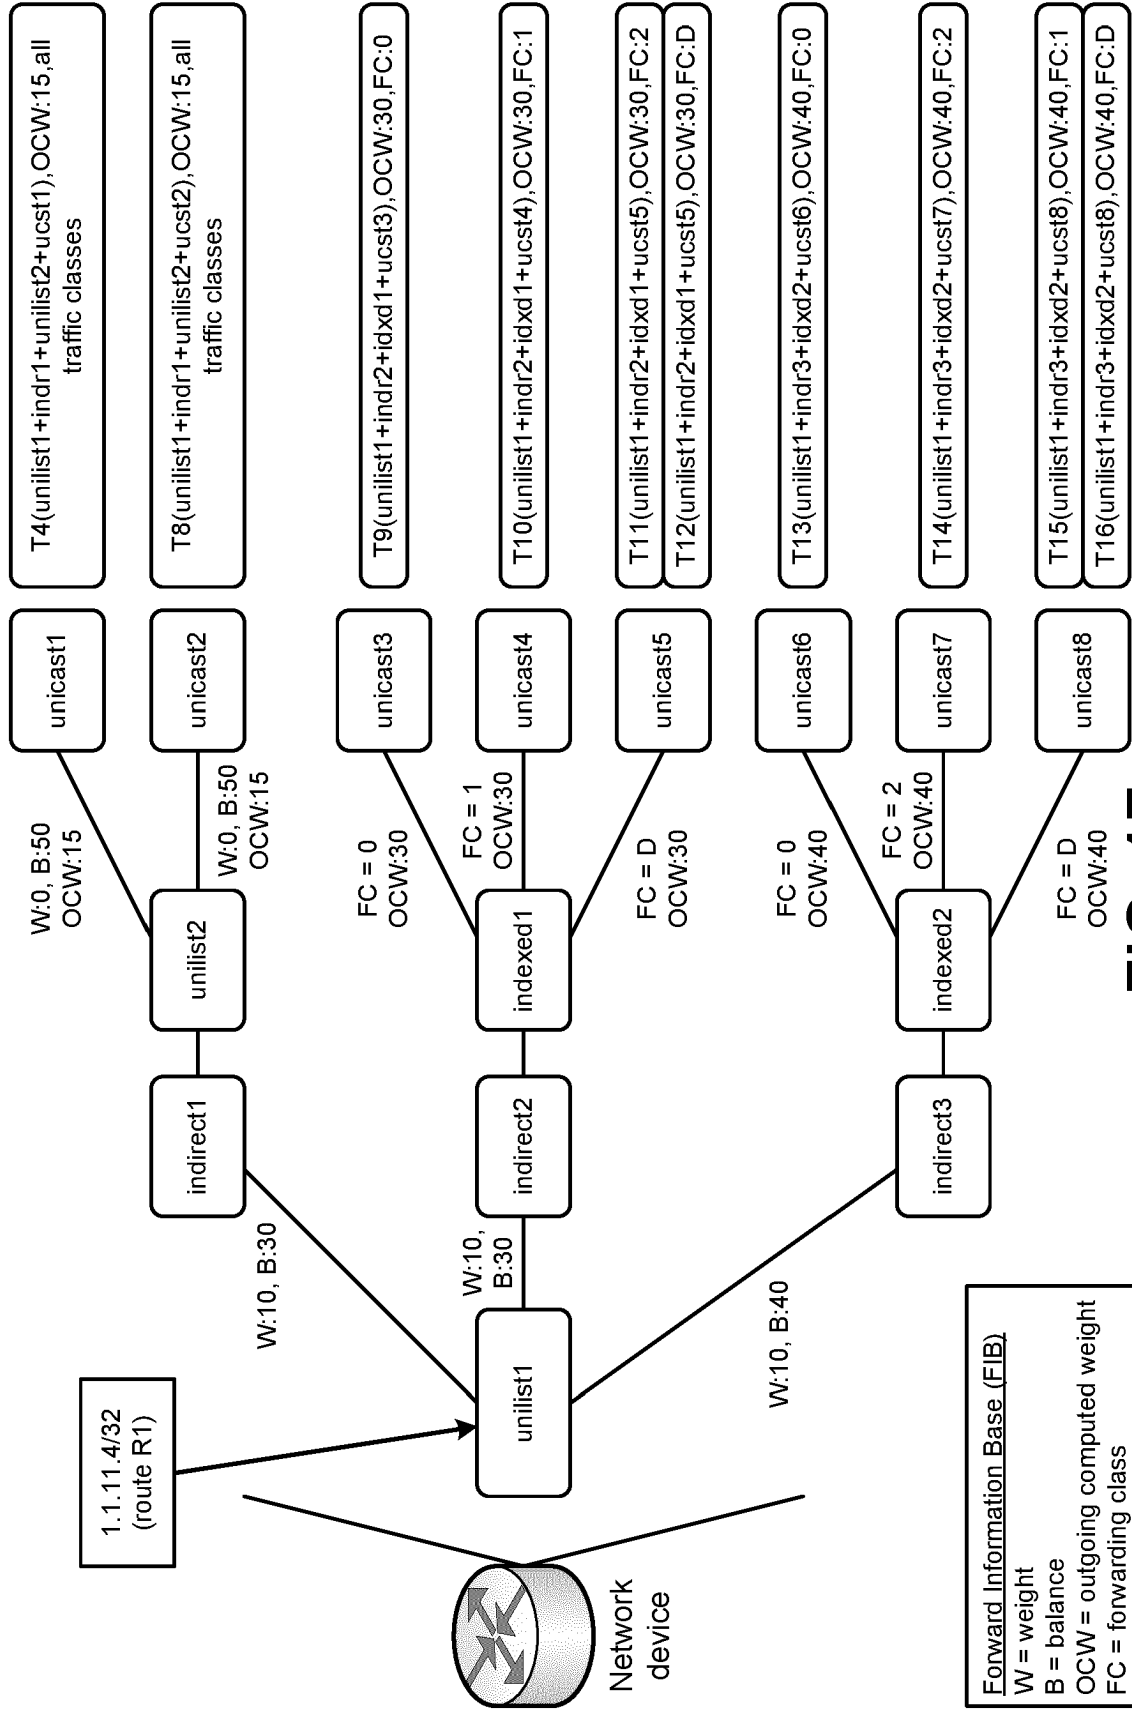 1.1.11.4/32
(route R1)
Network
device
unilist1
W:10, B:30
W:10,
B:30
W:10, B:40
indirect1
indirect2
indirect3
unilist2
indexed1
indexed2
W:0, B:50
OCW:15
W:0, B:50
OCW:15
FC = 0
OCW:30
FC = 1
OCW:30
FC = D
OCW:30
FC = 0
OCW:40
FC = 2
OCW:40
FC = D
OCW:40
unicast1
unicast2
unicast3
unicast4
unicast5
unicast6
unicast7
unicast8
T4(unilist1+indr1+unilist2+ucst1),OCW:15,all
traffic classes
T8(unilist1+indr1+unilist2+ucst2),OCW:15,all
traffic classes
T9(unilist1+indr2+idxd1+ucst3),OCW:30,FC:0
T10(unilist1+indr2+idxd1+ucst4),OCW:30,FC:1
T11(unilist1+indr2+idxd1+ucst5),OCW:30,FC:2
T12(unilist1+indr2+idxd1+ucst5),OCW:30,FC:D
T13(unilist1+indr3+idxd2+ucst6),OCW:40,FC:0
T14(unilist1+indr3+idxd2+ucst7),OCW:40,FC:2
T15(unilist1+indr3+idxd2+ucst8),OCW:40,FC:1
T16(unilist1+indr3+idxd2+ucst8),OCW:40,FC:D
Forward Information Base (FIB)
W = weight
B = balance
OCW = outgoing computed weight
FC = forwarding class